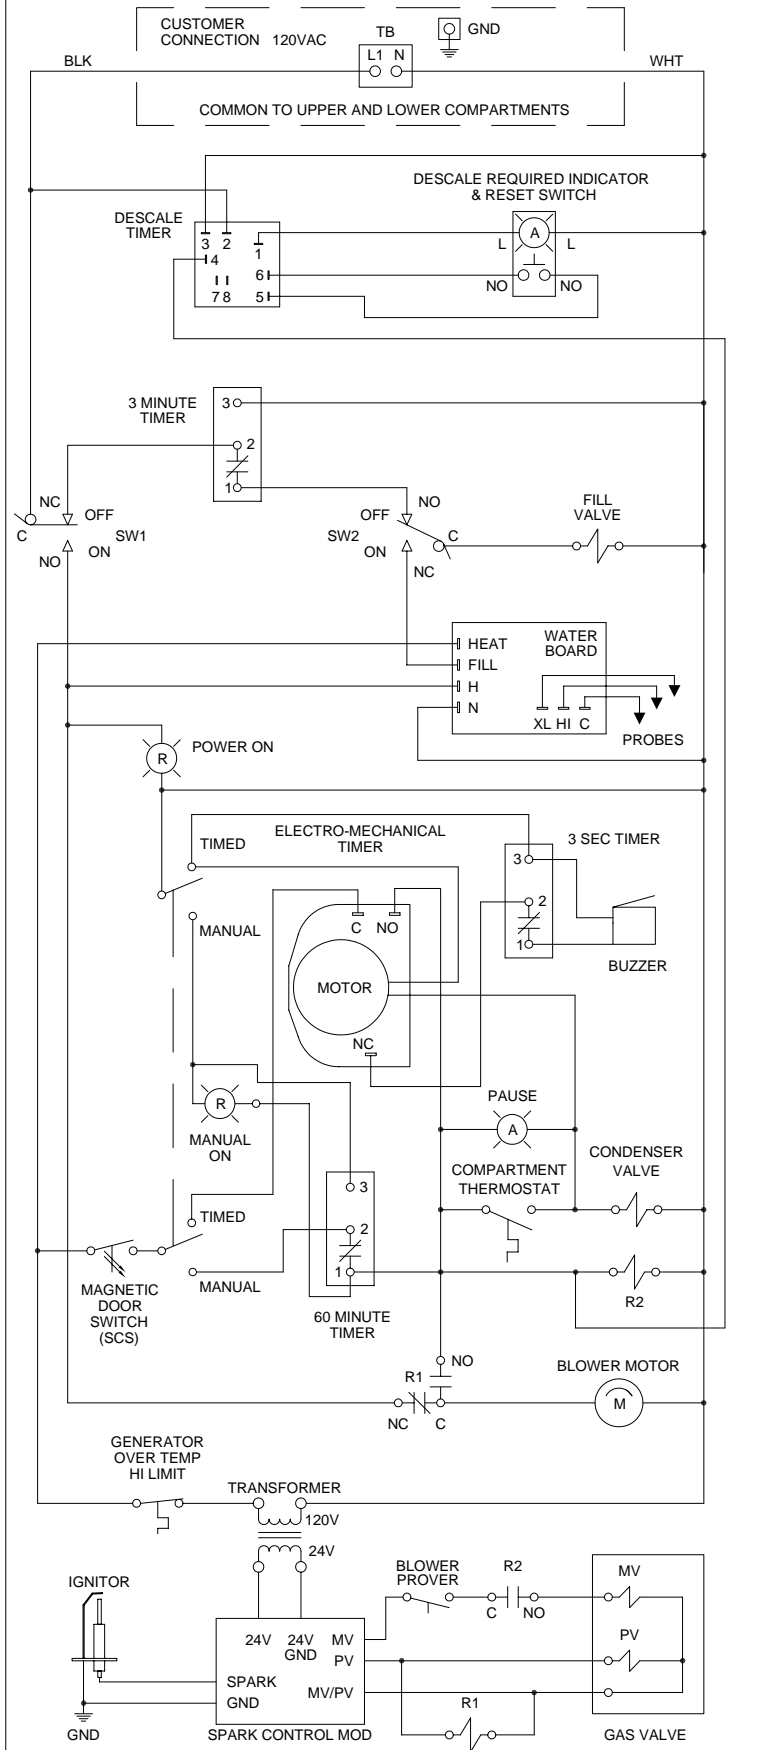 CUSTOMER
CONNECTION 120VAC
TB
GND
L1 N
BLK
WHT
COMMON TO UPPER AND LOWER COMPARTMENTS
DESCALE REQUIRED INDICATOR
& RESET SWITCH
DESCALE
TIMER
3 2
1
4
6
7 8
5
A
L
L
NO
NO
3 MINUTE
TIMER
3
2
1
NC
OFF
C
SW1
NO
ON
NO
OFF
C
SW2
ON
NC
FILL
VALVE
HEAT
FILL
H
N
WATER
BOARD
XL HI C
PROBES
R
POWER ON
TIMED
ELECTRO-MECHANICAL
TIMER
3 SEC TIMER
3
2
1
BUZZER
MANUAL
C NO
MOTOR
NC
R
MANUAL
ON
PAUSE
A
COMPARTMENT
THERMOSTAT
CONDENSER
VALVE
3
2
1
TIMED
MANUAL
MAGNETIC
DOOR
SWITCH
(SCS)
60 MINUTE
TIMER
R2
NO
R1
NC C
BLOWER MOTOR
M
GENERATOR
OVER TEMP
HI LIMIT
TRANSFORMER
120V
24V
IGNITOR
BLOWER
PROVER
R2
C NO
MV
PV
24V 24V
GND
MV
PV
SPARK
GND
MV/PV
R1
GND
SPARK CONTROL MOD
GAS VALVE